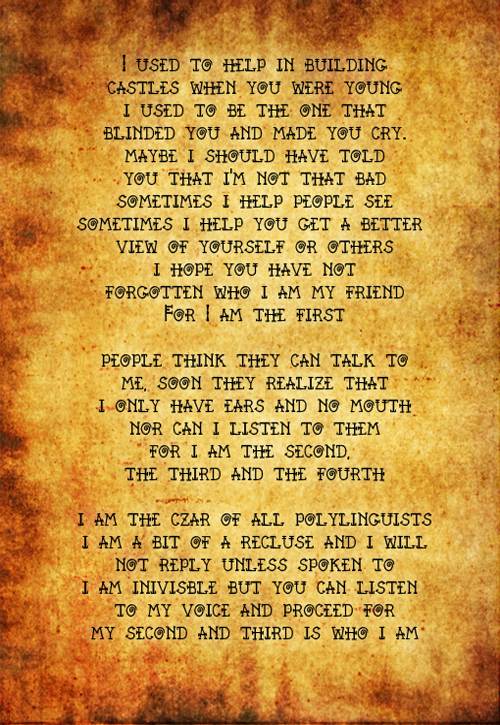 I USED TO HELP IN BUILDING
CASTLES WHEN YOU WERE YOUNG
I USED TO BE THE ONE THAT
BLINDED YOU AND MADE YOU CRY.
MAYBE I SHOULD HAVE TOLD
YOU THAT I'M NOT THAT BAD
SOMETIMES I HELP PEOPLE SEE
SOMETIMES I HELP YOU GET A BETTER
VIEW OF YOURSELF OR OTHERS
I HOPE YOU HAVE NOT
FORGOTTEN WHO I AM MY FRIEND
FOR I AM THE FIRST
PEOPLE THINK THEY CAN TALK TO
ME, SOON THEY REALIZE THAT
I ONLY HAVE EARS AND NO MOUTH
NOR CAN I LISTEN TO THEM
FOR I AM THE SECOND,
THE THIRD AND THE FOURTH
I AM THE CZAR OF ALL POLYLINGUISTS
I AM A BIT OF A RECLUSE AND I WILL
NOT REPLY UNLESS SPOKEN TO
I AM INIVISBLE BUT YOU CAN LISTEN
TO MY VOICE AND PROCEED FOR
MY SECOND AND THIRD IS WHO I AM